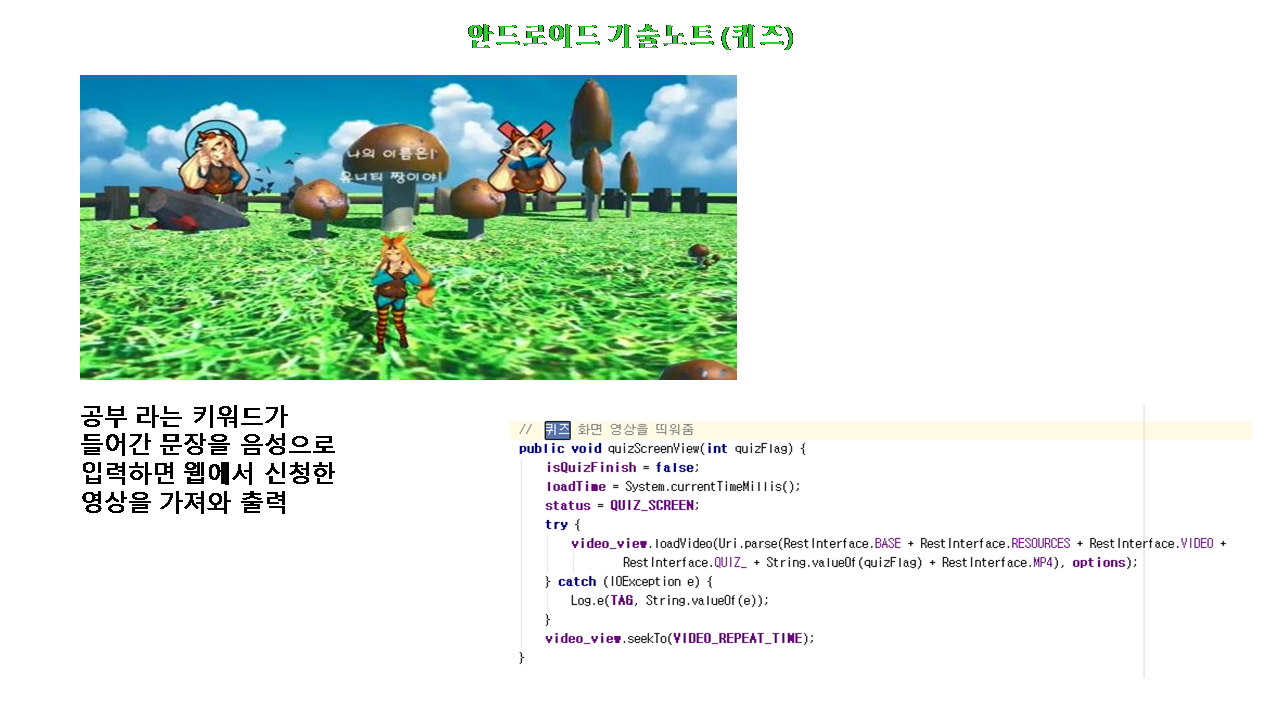 안드로이드 기술노트 (퀴즈)
나의 이름은!
유니티 짱이야!
공부 라는 키워드가
들어간 문장을 음성으로
입력하면 웹에서 신청한
영상을 가져와 출력
// 퀴즈 화면 영상을 띄워줌
public void quizScreenView(int quizFlag) {
isQuizFinish = false;
loadTime = System.currentTimeMillis();
status = QUIZ_SCREEN;
try {
video_view.loadVideo(Uri.parse(RestInterface.BASE + RestInterface.RESOURCES + RestInterface.VIDEO +
RestInterface.QUIZ_ + String.valueOf(quizFlag) + RestInterface.MP4), options);
} catch (IOException e) {
Log.e(TAG, String.valueOf(e));
}
video_view.seekTo(VIDEO_REPEAT_TIME);
}